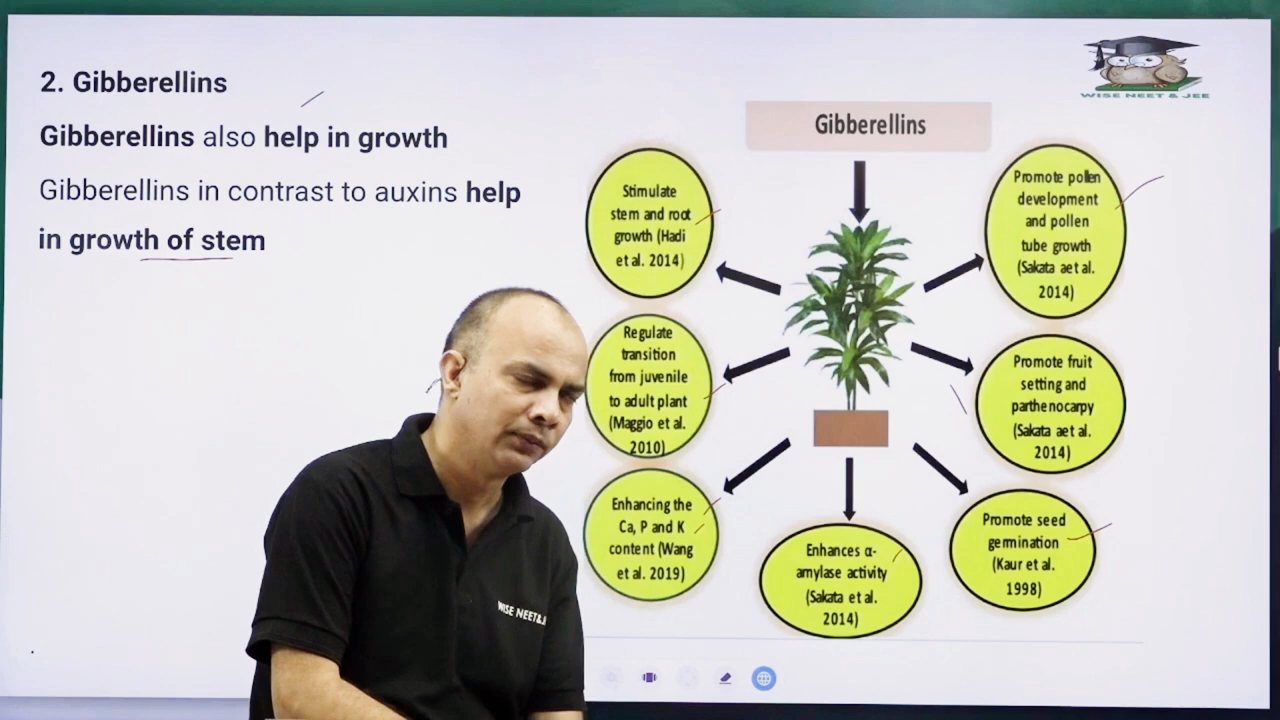 2. Gibberellins
Gibberellins also help in growth
Gibberellins in contrast to auxins help
in growth of stem
WISE NEET & JEE
Gibberellins
Stimulate
stem and root
growth (Hadi
et al. 2014)
Regulate
transition
from juvenile
to adult plant
(Maggio et al.
2010)
Enhancing the
Ca, P and K
content (Wang
et al. 2019)
Enhances α-
amylase activity
(Sakata et al.
2014)
Promote pollen
development
and pollen
tube growth
(Sakata aet al.
2014)
Promote fruit
setting and
parthenocarpy
(Sakata aet al.
2014)
Promote seed
germination
(Kaur et al.
1998)
WISE NEET&J